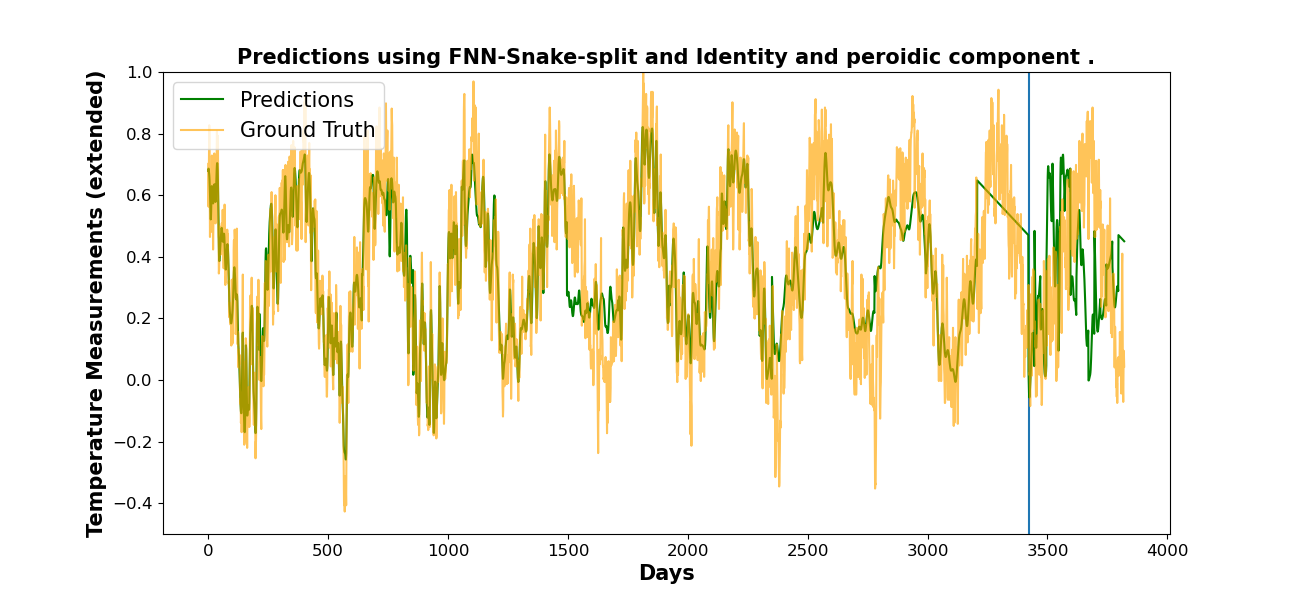 Predictions using FNN-Snake-split and Identity and peroidic component .
Temperature Measurements (extended)
1.0
0.8
0.6
0.4
0.2
0.0
−0.2
−0.4
Predictions
Ground Truth
0 500 1000 1500 2000 2500 3000 3500 4000
Days